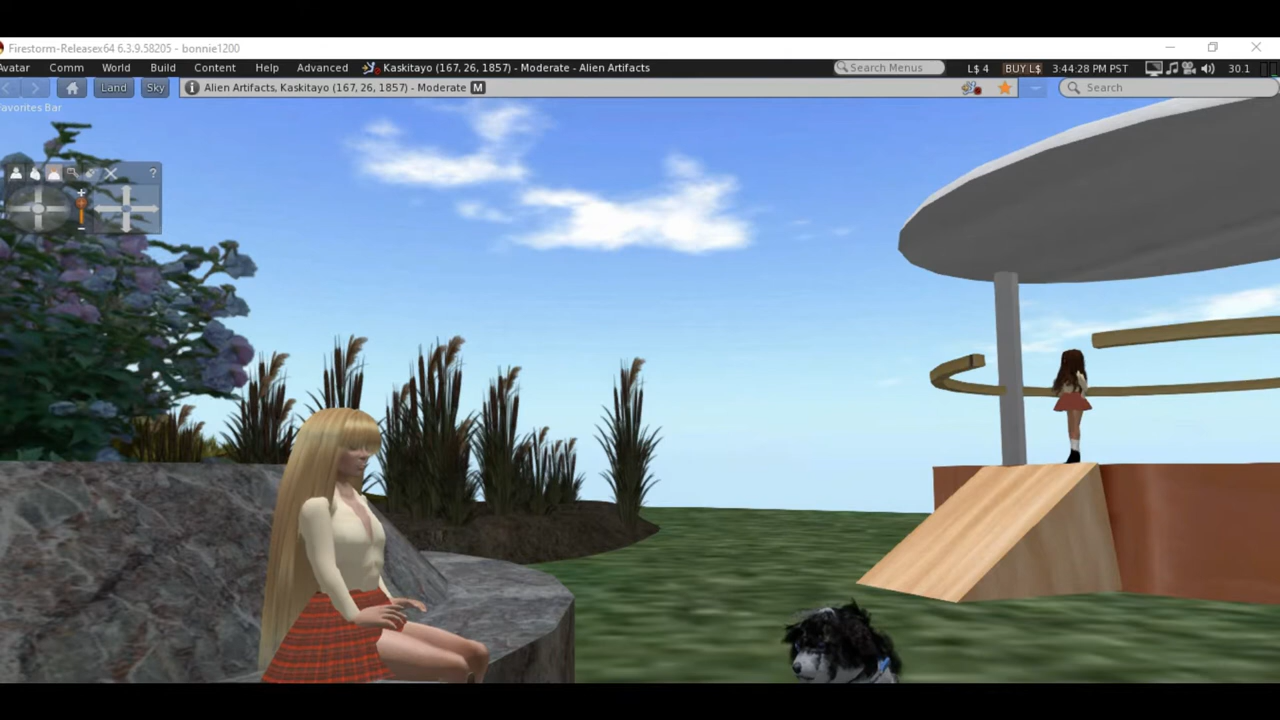 Firestorm-Releasex64 6.3.9.58205 - bonnie1200
Avatar Comm World Build Content Help Advanced Kaskitayo (167, 26, 1857) - Moderate - Alien Artifacts Search Menus L$ 4 BUY L$ 3:44:28 PM PST 30.1
Land Sky Alien Artifacts, Kaskitayo (167, 26, 1857) - Moderate M Search
avorites Bar
?